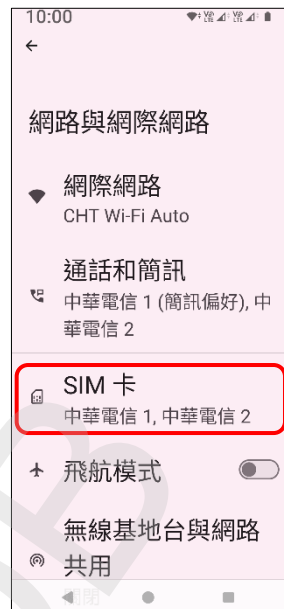 10:00
網路與網際網路
網際網路
CHT Wi-Fi Auto
通話和簡訊
中華電信 1 (簡訊偏好), 中
華電信 2
SIM 卡
中華電信 1, 中華電信 2
飛航模式
無線基地台與網路
共用
關閉